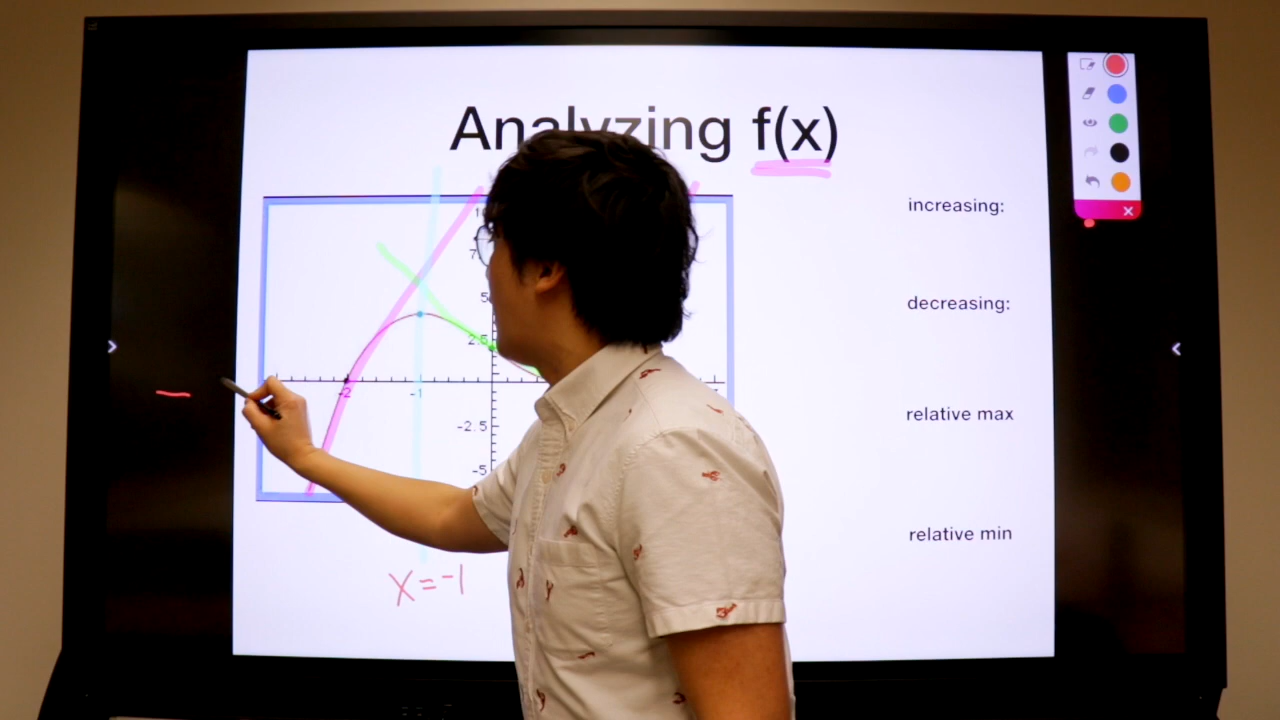 Analyzing f(x)
increasing:
decreasing:
relative max
relative min
2.5
-2
-1
-2.5
-5
x = -1